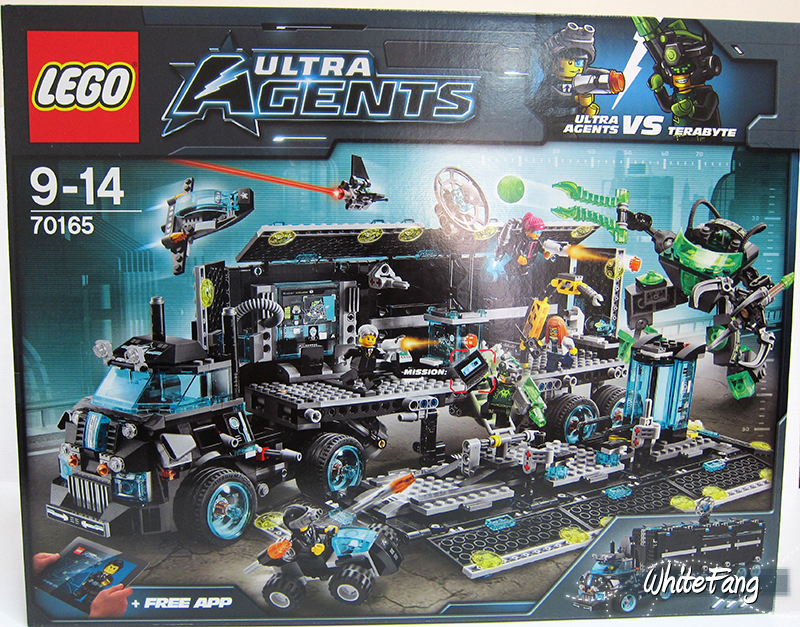 LEGO
ULTRA
AGENTS
ULTRA
AGENTS VS TERABYTE
9-14
70165
MISSION:
+ FREE APP
WhiteFang